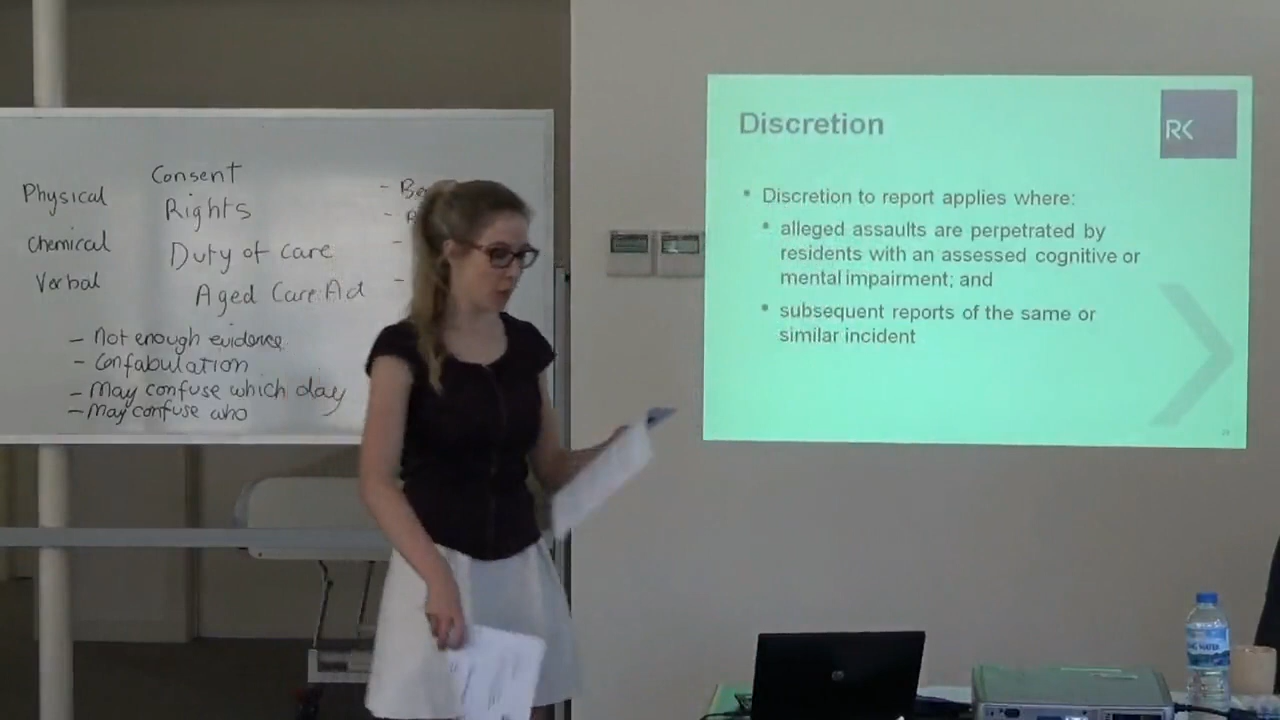 Consent
Physical
Rights
Chemical
Duty of care
Verbal
Aged Care Act
- Not enough evidence
- Confabulation
- May confuse which day
- May confuse who
Discretion
RK
• Discretion to report applies where:
• alleged assaults are perpetrated by
residents with an assessed cognitive or
mental impairment; and
• subsequent reports of the same or
similar incident
hp
WATER